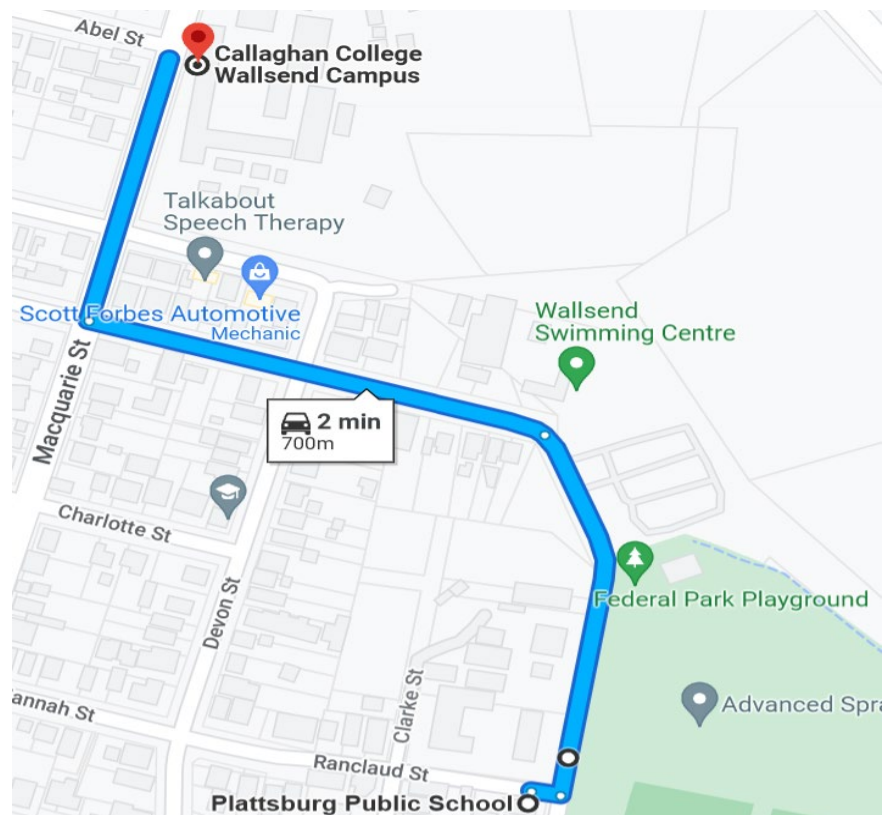 Abel St
Callaghan College
Wallsend Campus
Talkabout
Speech Therapy
Scott Forbes Automotive
Mechanic
Wallsend
Swimming Centre
Macquarie St
2 min
700m
Charlotte St
Devon St
Federal Park Playground
Clarke St
annah St
Advanced Spra
Ranclaud St
Plattsburg Public School